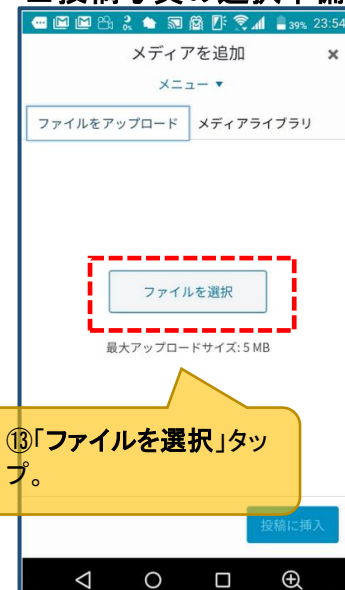 39% 23:54
メディアを追加 ×
メニュー ▼
ファイルをアップロード メディアライブラリ
ファイルを選択
最大アップロードサイズ: 5 MB
⑬「ファイルを選択」タッ
プ。
投稿に挿入